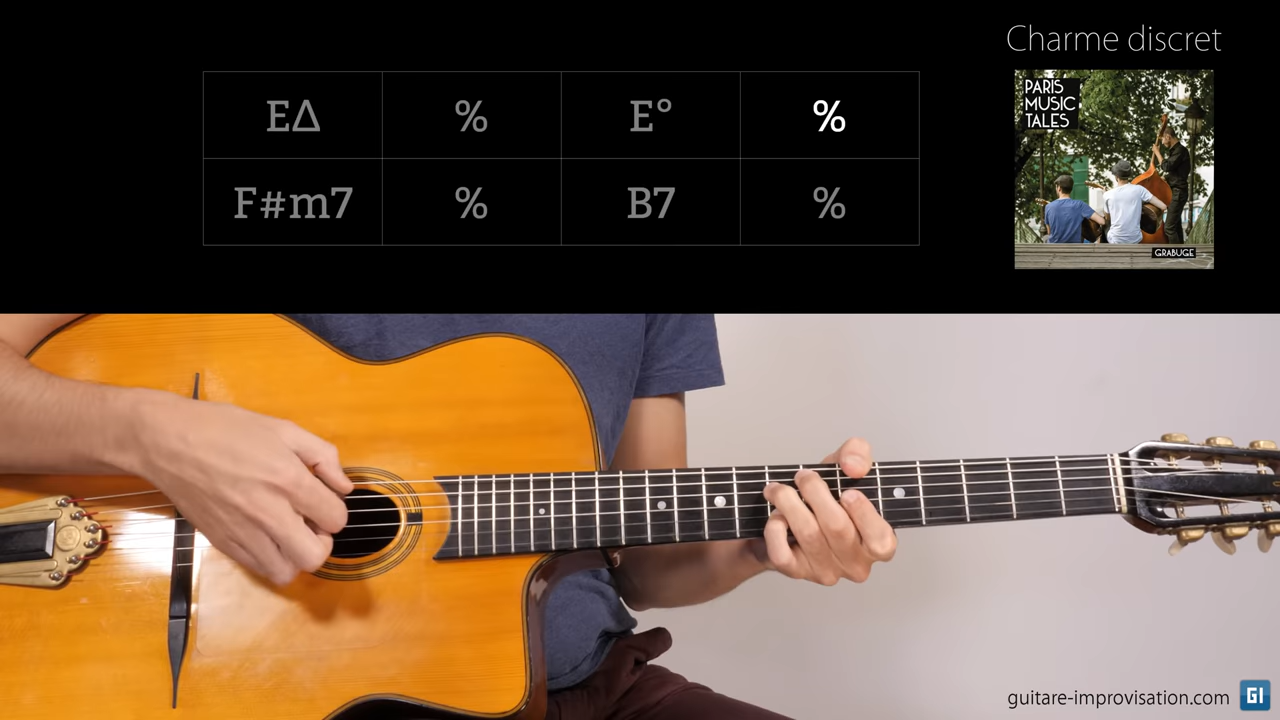 Charme discret
EΔ % E° %
F#m7 % B7 %
PARIS
MUSIC
TALES
GRABUGE
guitare-improvisation.com GI